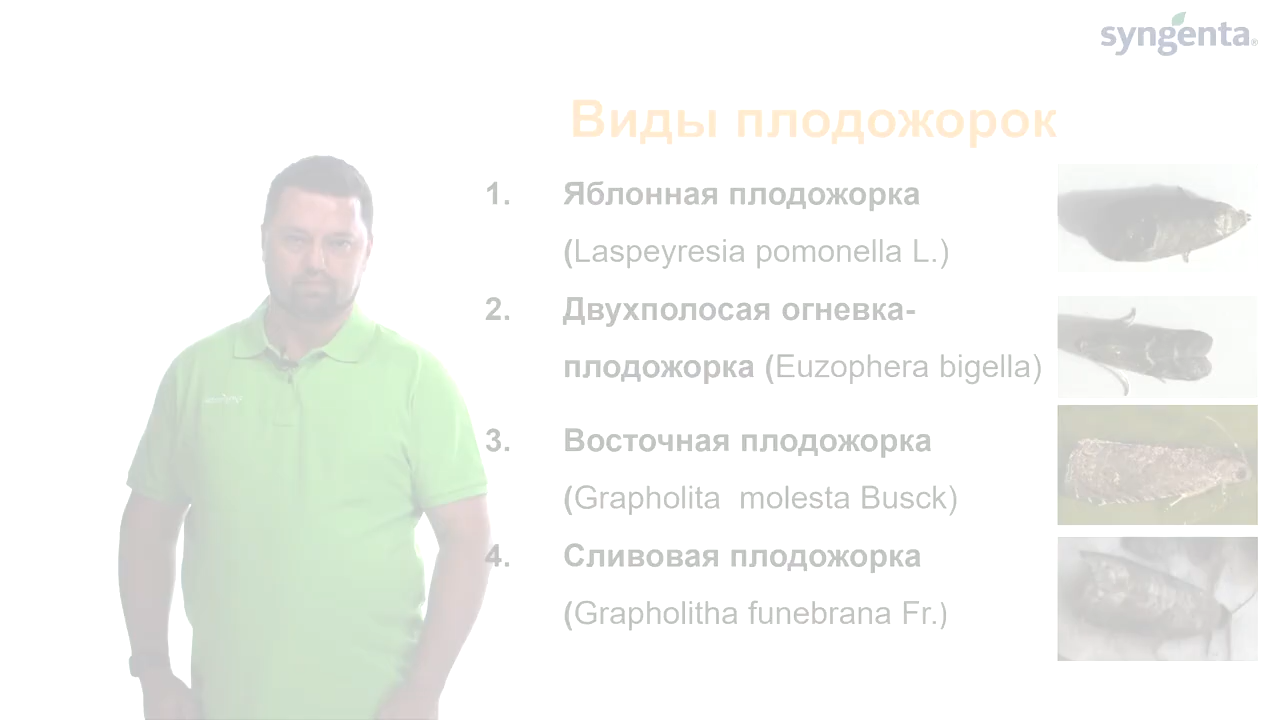 syngenta
Виды плодожорок
1. Яблонная плодожорка
(Laspeyresia pomonella L.)
2. Двухполосая огневка-
плодожорка (Euzophera bigella)
3. Восточная плодожорка
(Grapholita molesta Busck)
4. Сливовая плодожорка
(Grapholitha funebrana Fr.)